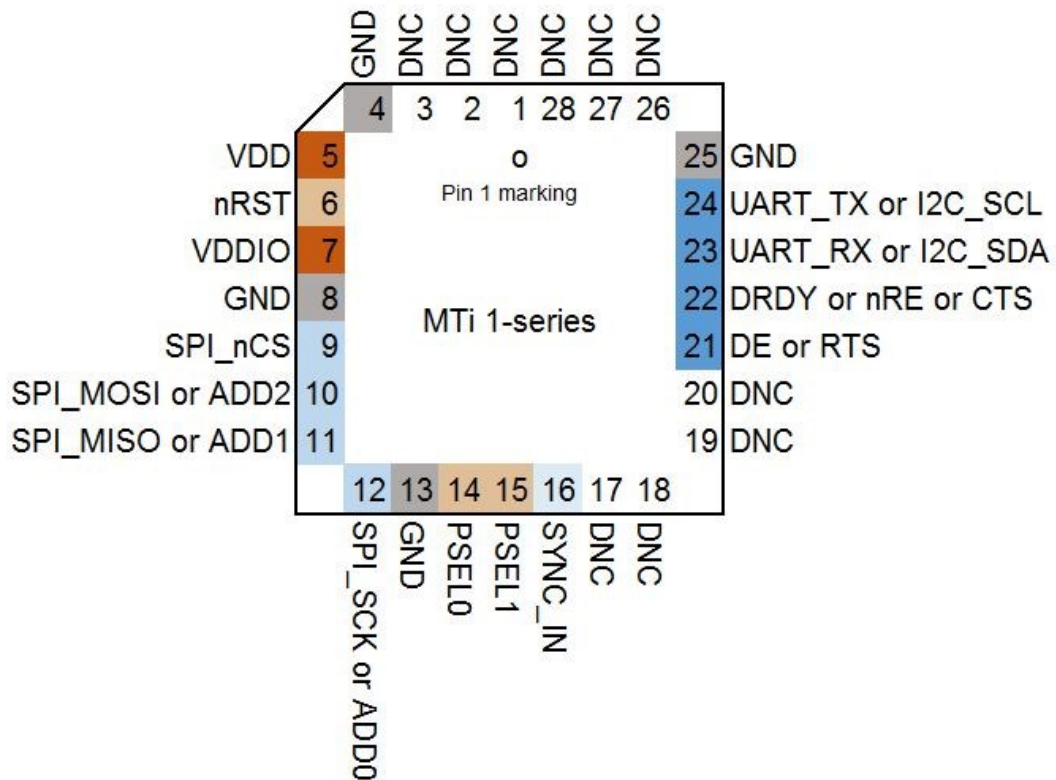 GND DNC DNC DNC DNC DNC DNC
4 3 2 1 28 27 26
VDD 5 o 25 GND
nRST 6 Pin 1 marking 24 UART_TX or I2C_SCL
VDDIO 7 23 UART_RX or I2C_SDA
GND 8 MTi 1-series 22 DRDY or nRE or CTS
SPI_nCS 9 21 DE or RTS
SPI_MOSI or ADD2 10 20 DNC
SPI_MISO or ADD1 11 19 DNC
12 13 14 15 16 17 18
SPI_SCK or ADD0 GND PSEL0 PSEL1 SYNC_IN DNC DNC